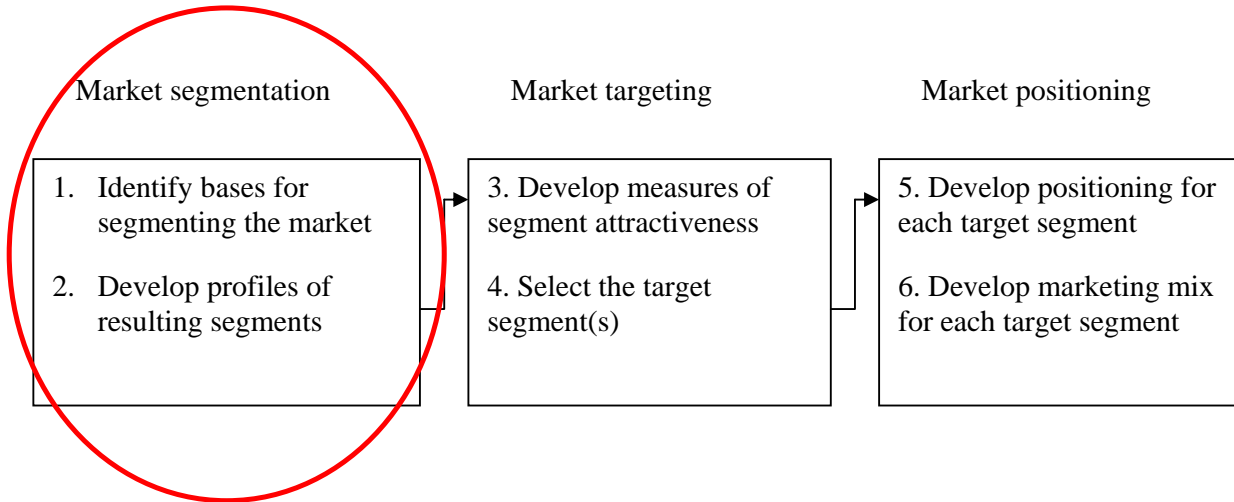 Market segmentation
1. Identify bases for
segmenting the market
2. Develop profiles of
resulting segments
Market targeting
3. Develop measures of
segment attractiveness
4. Select the target
segment(s)
Market positioning
5. Develop positioning for
each target segment
6. Develop marketing mix
for each target segment